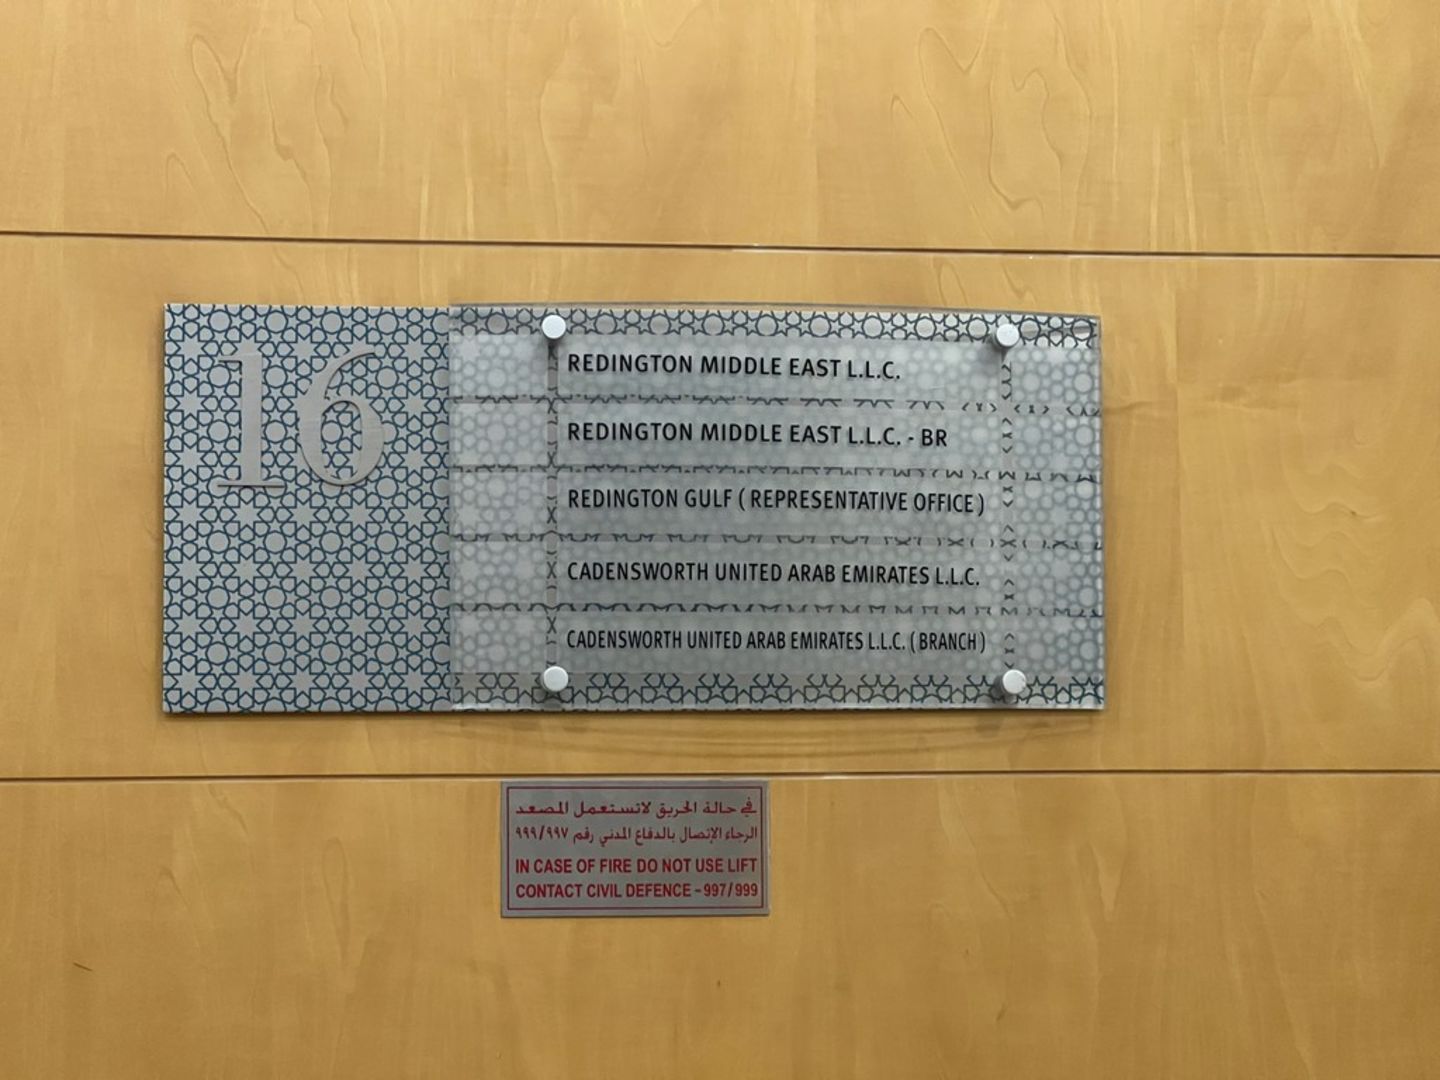 16
REDINGTON MIDDLE EAST L.L.C.
REDINGTON MIDDLE EAST L.L.C. - BR
REDINGTON GULF ( REPRESENTATIVE OFFICE )
CADENSWORTH UNITED ARAB EMIRATES L.L.C.
CADENSWORTH UNITED ARAB EMIRATES L.L.C. ( BRANCH )
في حالة الحريق لاتستعمل المصعد
الرجاء الإتصال بالدفاع المدني رقم ٩٩٩/٩٩٧
IN CASE OF FIRE DO NOT USE LIFT
CONTACT CIVIL DEFENCE - 997/999